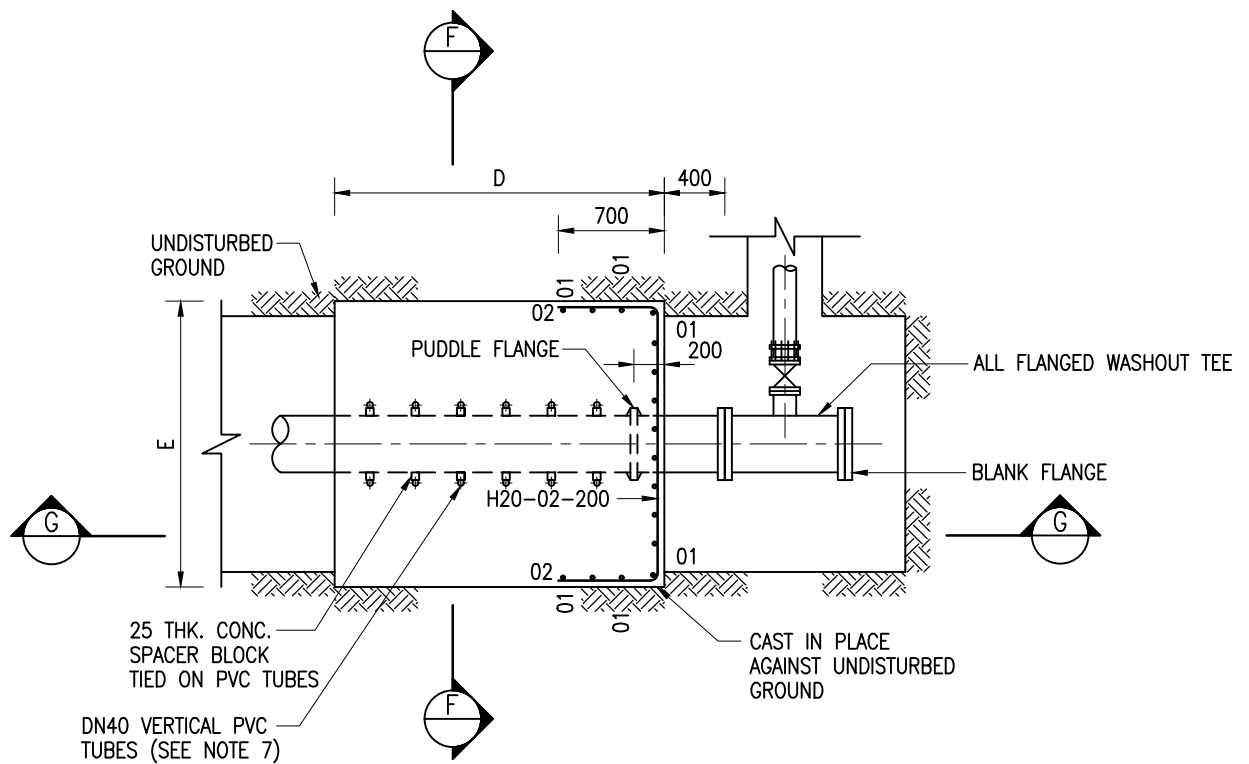 F
D
400
700
UNDISTURBED
GROUND
01
01
02
01
200
PUDDLE FLANGE
ALL FLANGED WASHOUT TEE
E
BLANK FLANGE
H20-02-200
G
G
01
02
01
01
25 THK. CONC.
SPACER BLOCK
TIED ON PVC TUBES
CAST IN PLACE
AGAINST UNDISTURBED
GROUND
F
DN40 VERTICAL PVC
TUBES (SEE NOTE 7)